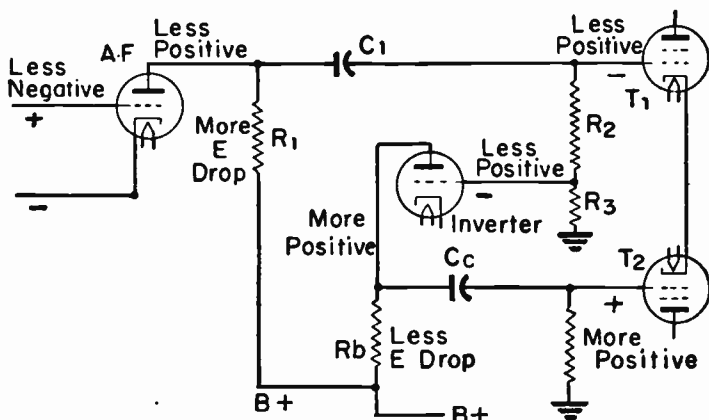 A.F
Less
Positive
C1
Less
Positive
Less
Negative
+
-
T1
More
E
Drop
R1
R2
Less
Positive
-
R3
Inverter
More
Positive
Cc
T2
+
Rb
Less
E Drop
More
Positive
-
B+
B+